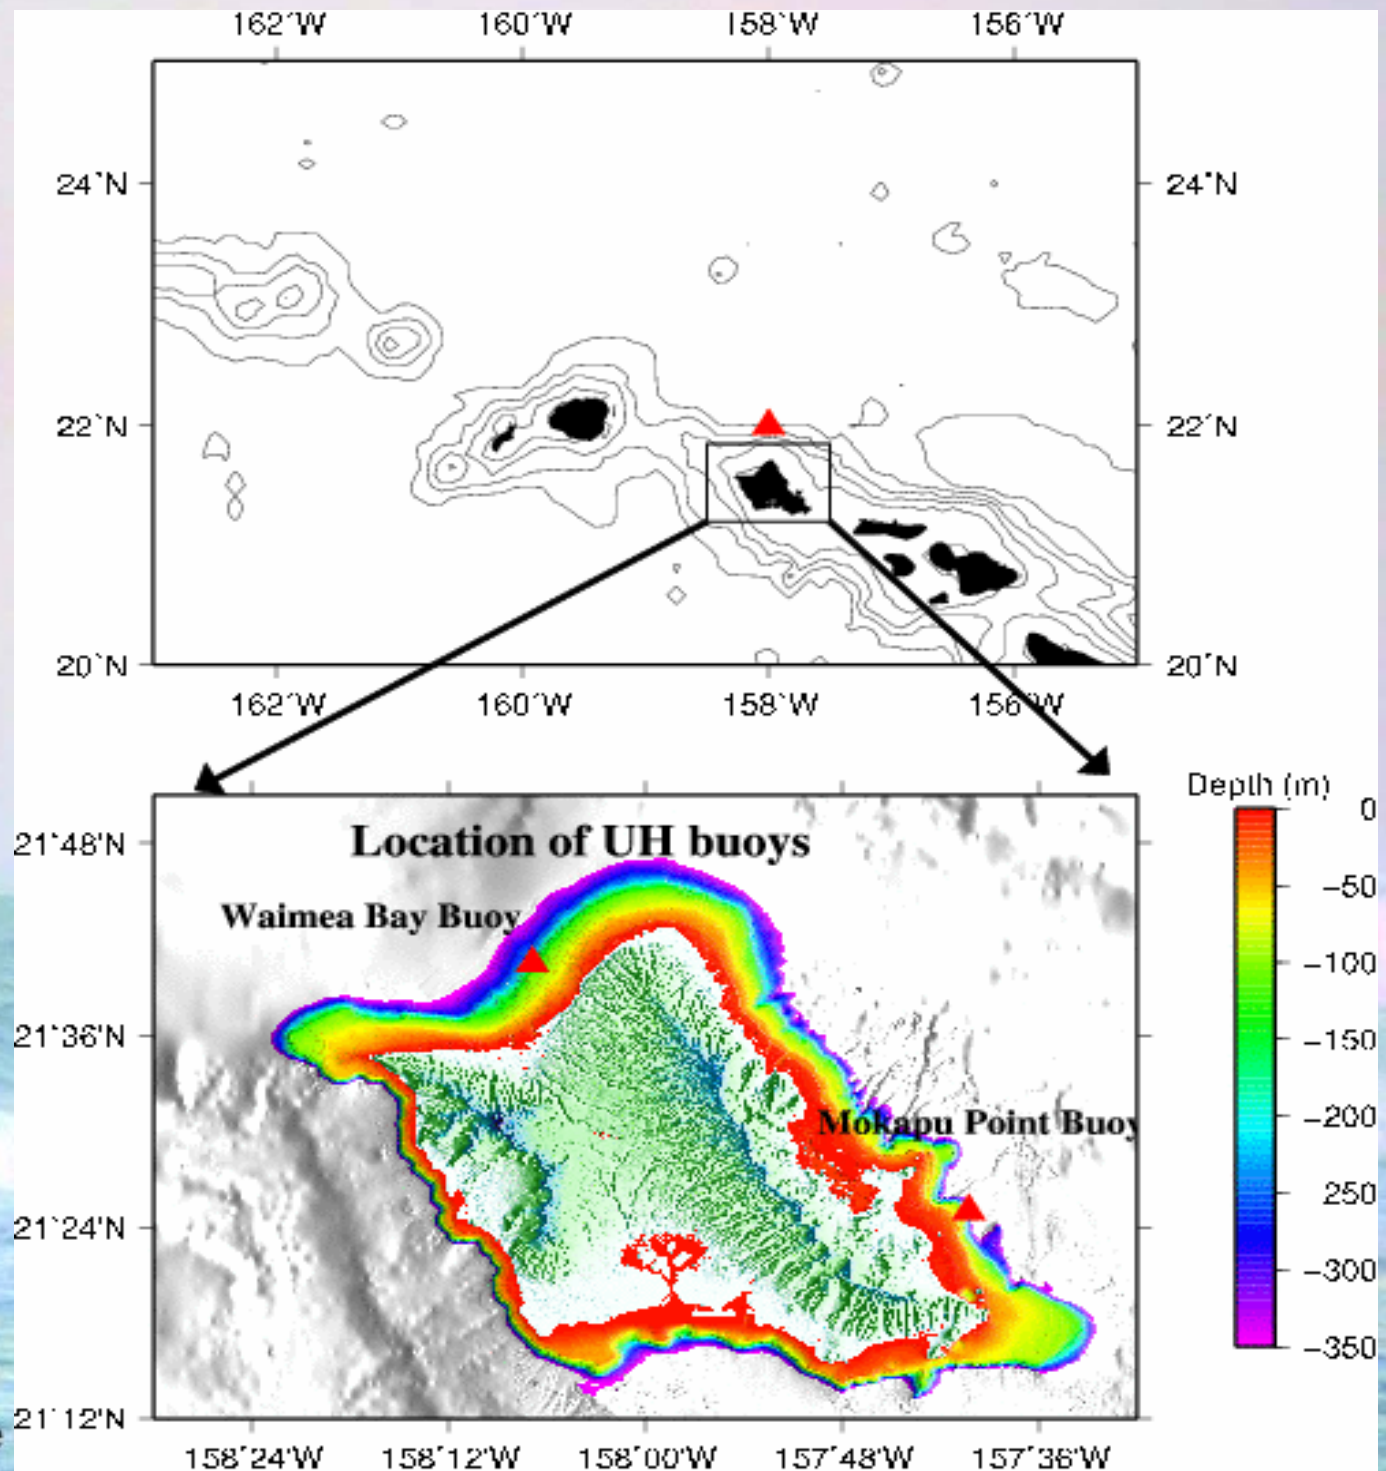 162°W 160°W 158°W 156°W
24°N 24°N
22°N 22°N
20°N 20°N
162°W 160°W 158°W 156°W
Depth (m)
0
−50
−100
−150
−200
250
−300
−350
Location of UH buoys
Waimea Bay Buoy
Mokapu Point Buoy
21°48'N
21°36'N
21°24'N
21°12'N
158°24'W 158°12'W 158°00'W 157°48'W 157°36'W